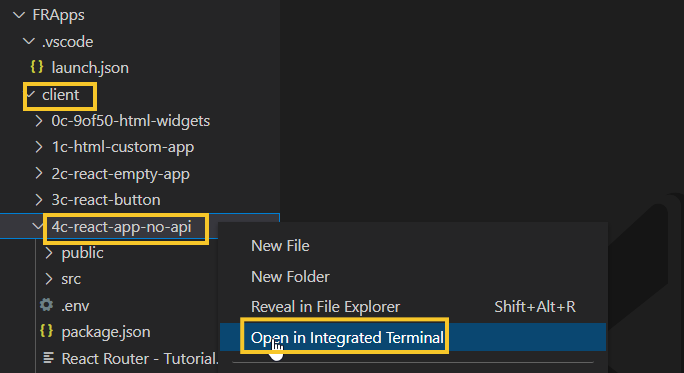 FRApps
.vscode
{} launch.json
client
0c-9of50-html-widgets
1c-html-custom-app
2c-react-empty-app
3c-react-button
4c-react-app-no-api
public
src
.env
{} package.json
React Router - Tutorial.
New File
New Folder
Reveal in File Explorer Shift+Alt+R
Open in Integrated Terminal